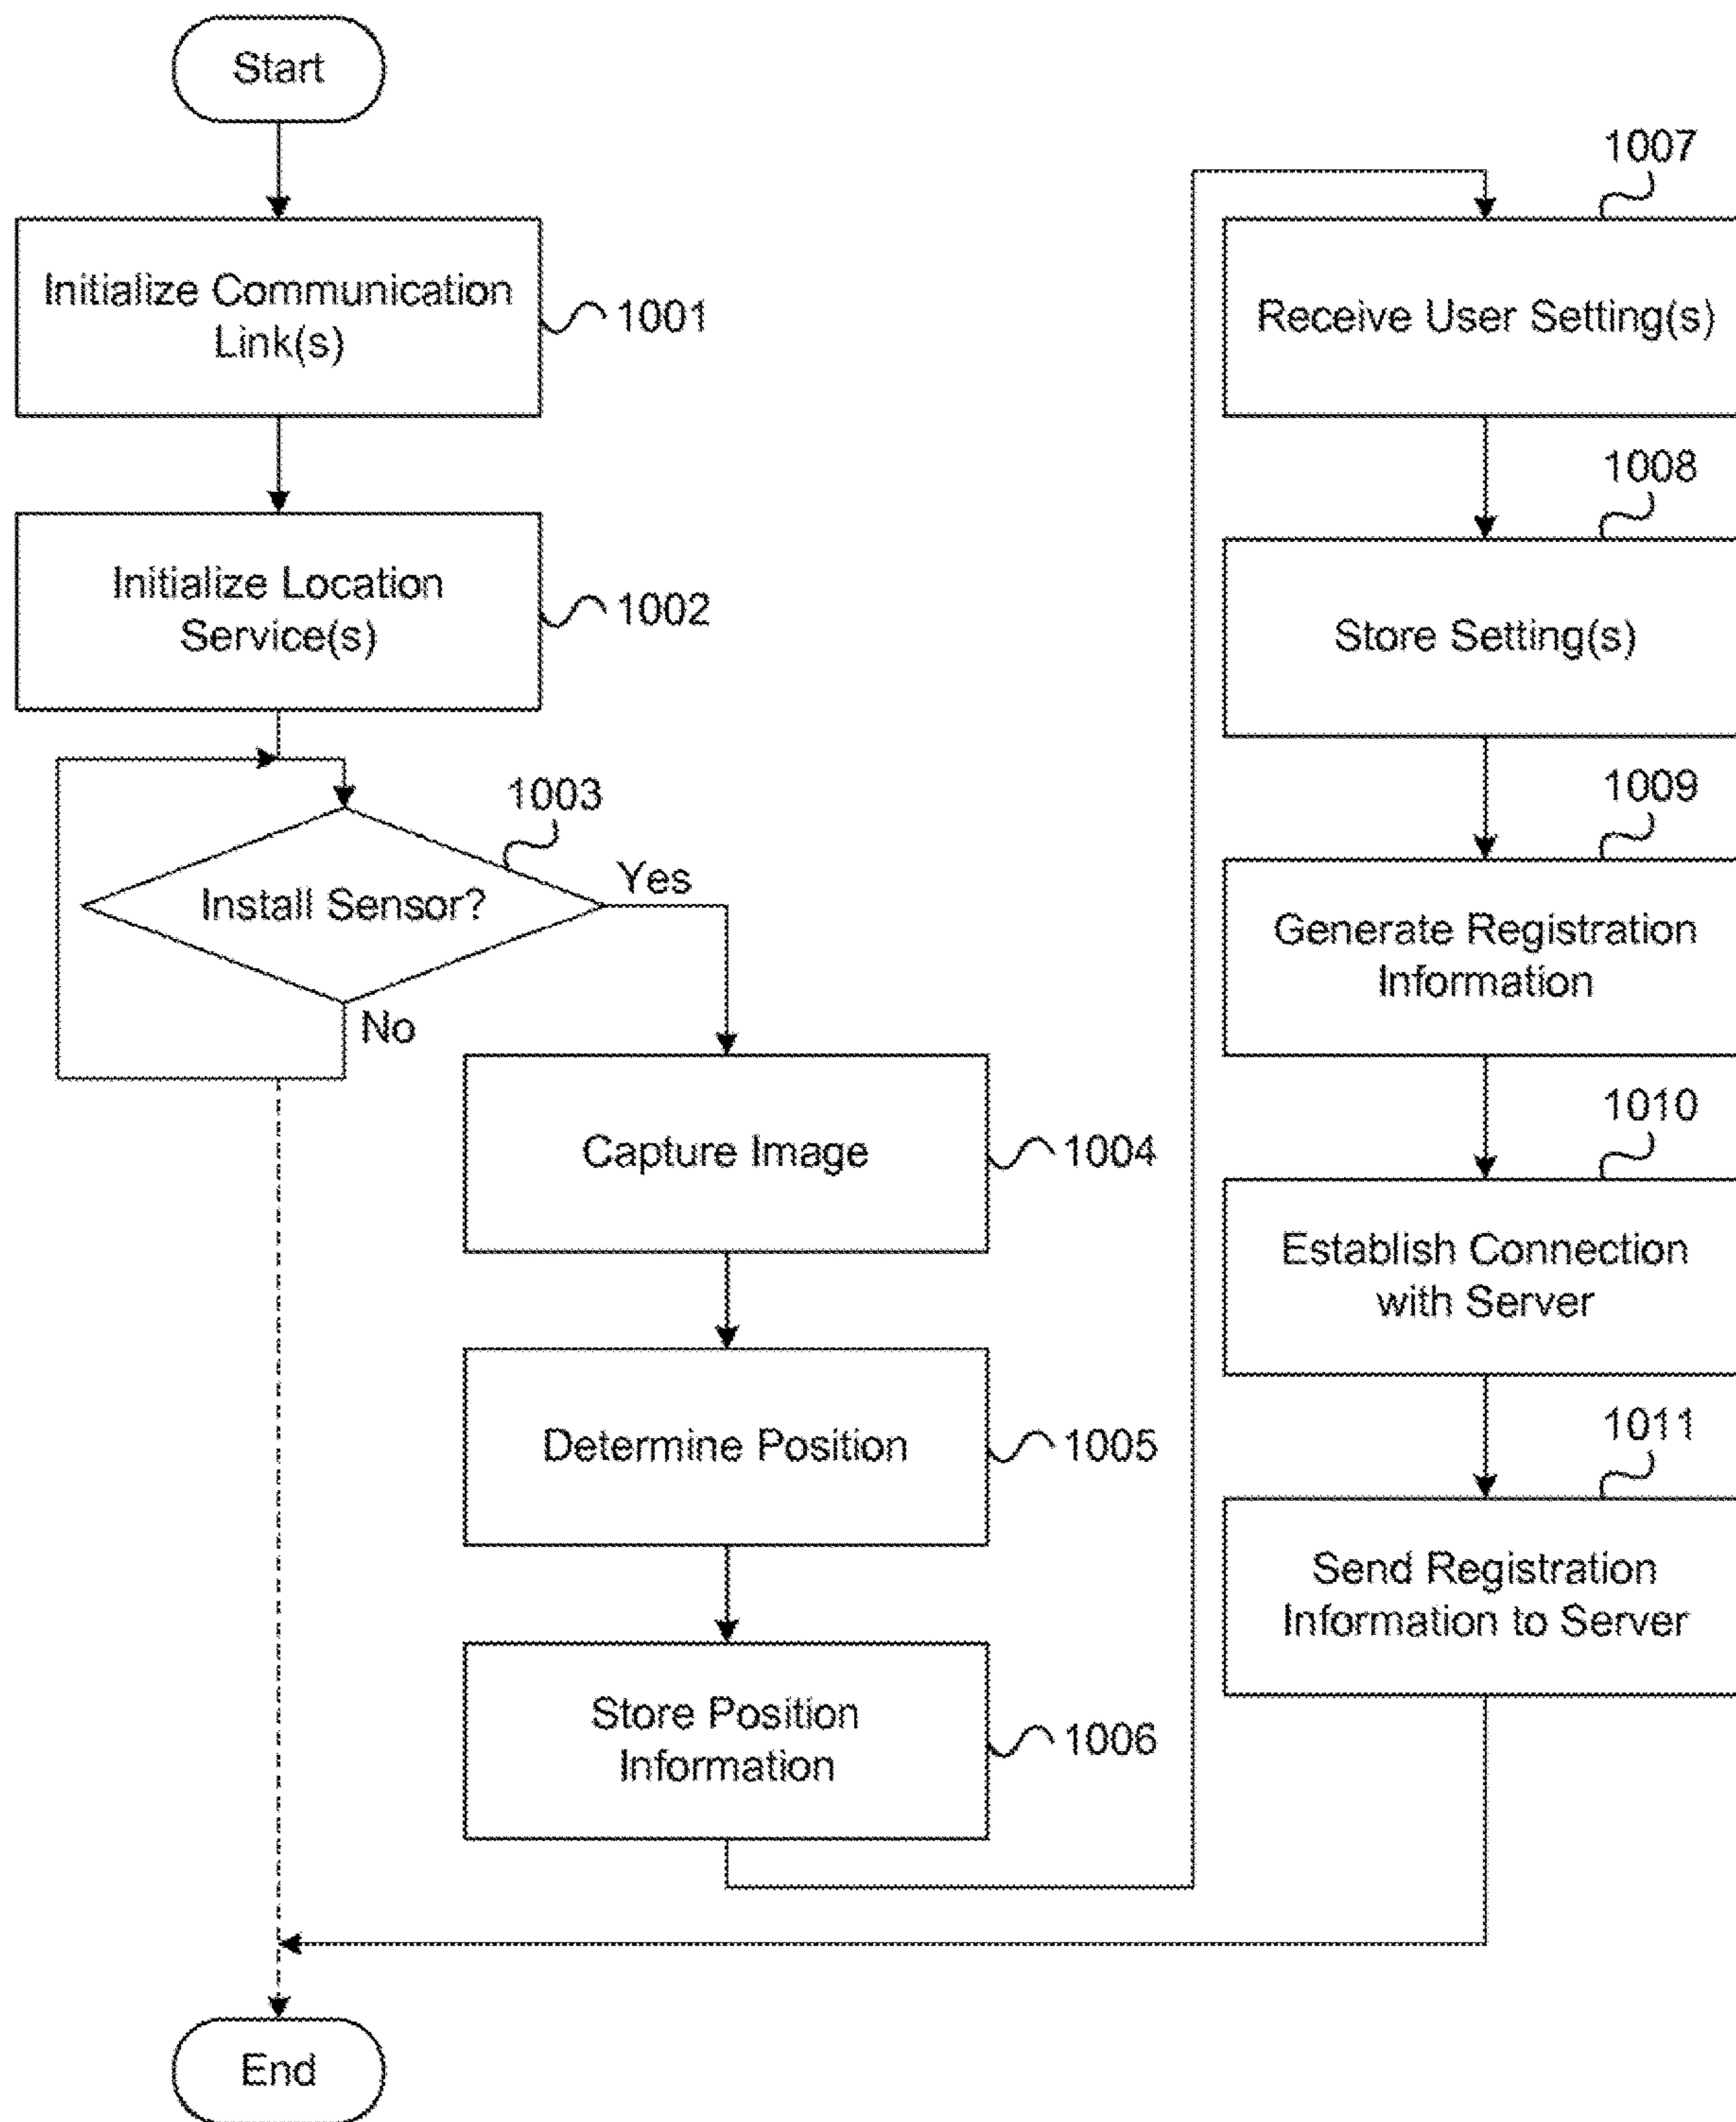 Start
Initialize Communication
Link(s)
1001
Initialize Location
Service(s)
1002
1003
Install Sensor?
Yes
No
Capture Image
1004
Determine Position
1005
Store Position
Information
1006
1007
Receive User Setting(s)
1008
Store Setting(s)
1009
Generate Registration
Information
1010
Establish Connection
with Server
1011
Send Registration
Information to Server
End